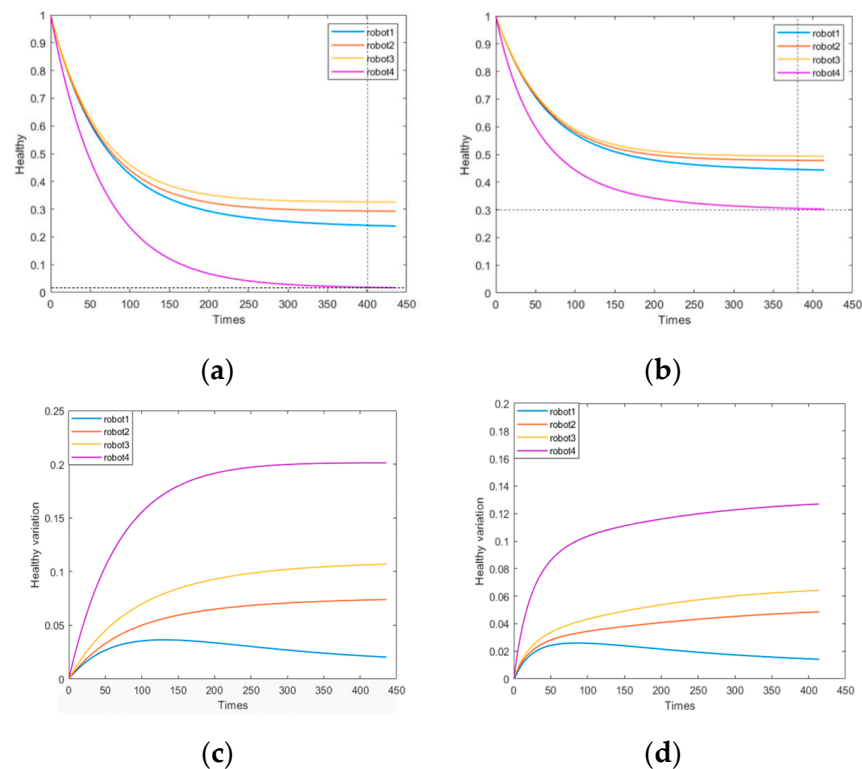 1
0.9
0.8
0.7
0.6
0.5
0.4
0.3
0.2
0.1
0
Healthy
0 50 100 150 200 250 300 350 400 450
Times
robot1
robot2
robot3
robot4
(a)
1
0.9
0.8
0.7
0.6
0.5
0.4
0.3
0.2
0.1
0
Healthy
0 50 100 150 200 250 300 350 400 450
Times
robot1
robot2
robot3
robot4
(b)
0.25
0.2
0.15
0.1
0.05
0
Healthy variation
0 50 100 150 200 250 300 350 400 450
Times
robot1
robot2
robot3
robot4
(c)
0.2
0.18
0.16
0.14
0.12
0.1
0.08
0.06
0.04
0.02
0
Healthy variation
0 50 100 150 200 250 300 350 400 450
Times
robot1
robot2
robot3
robot4
(d)